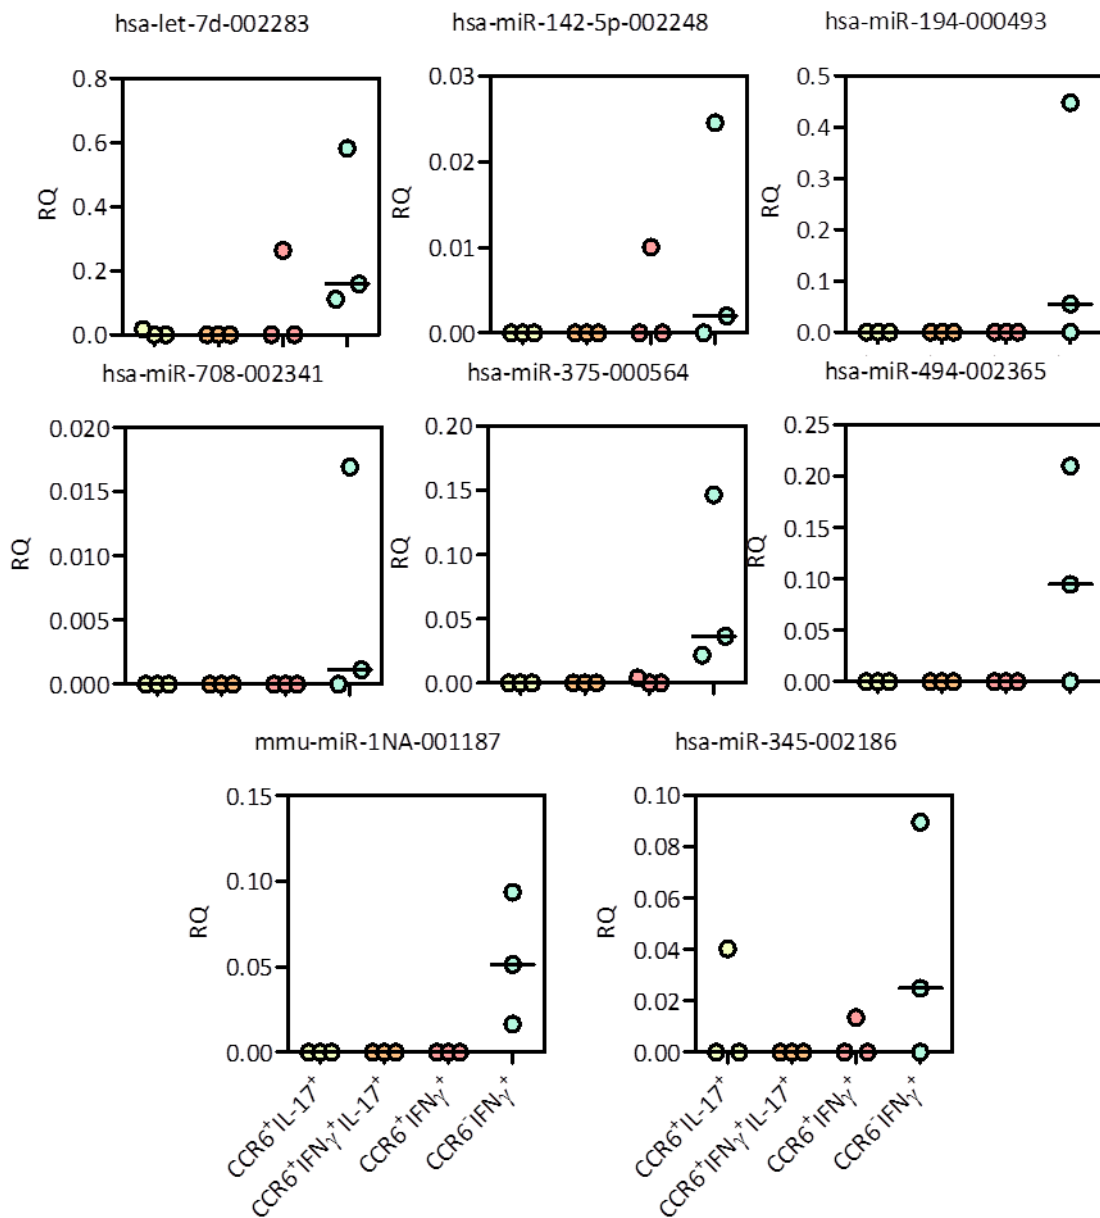 hsa-let-7d-002283 hsa-miR-142-5p-002248 hsa-miR-194-000493
0.8 0.03 0.5
0.6 0.4
0.4 0.02 0.3
0.2 0.01 0.2
0.1
0.0 0.00 0.0
RQ RQ RQ
hsa-miR-708-002341 hsa-miR-375-000564 hsa-miR-494-002365
0.020 0.20 0.25
0.015 0.15 0.20
0.010 0.10 0.15
0.005 0.05 0.10
0.05
0.000 0.00 0.00
RQ RQ RQ
mmu-miR-1NA-001187 hsa-miR-345-002186
0.15 0.10
0.10 0.08
0.06
0.05 0.04
0.02
0.00 0.00
RQ RQ
CCR6⁺IL-17⁺ CCR6⁺IFNγ⁺IL-17⁺ CCR6⁺IFNγ⁺ CCR6⁻IFNγ⁺ CCR6⁺IL-17⁺ CCR6⁺IFNγ⁺IL-17⁺ CCR6⁺IFNγ⁺ CCR6⁻IFNγ⁺